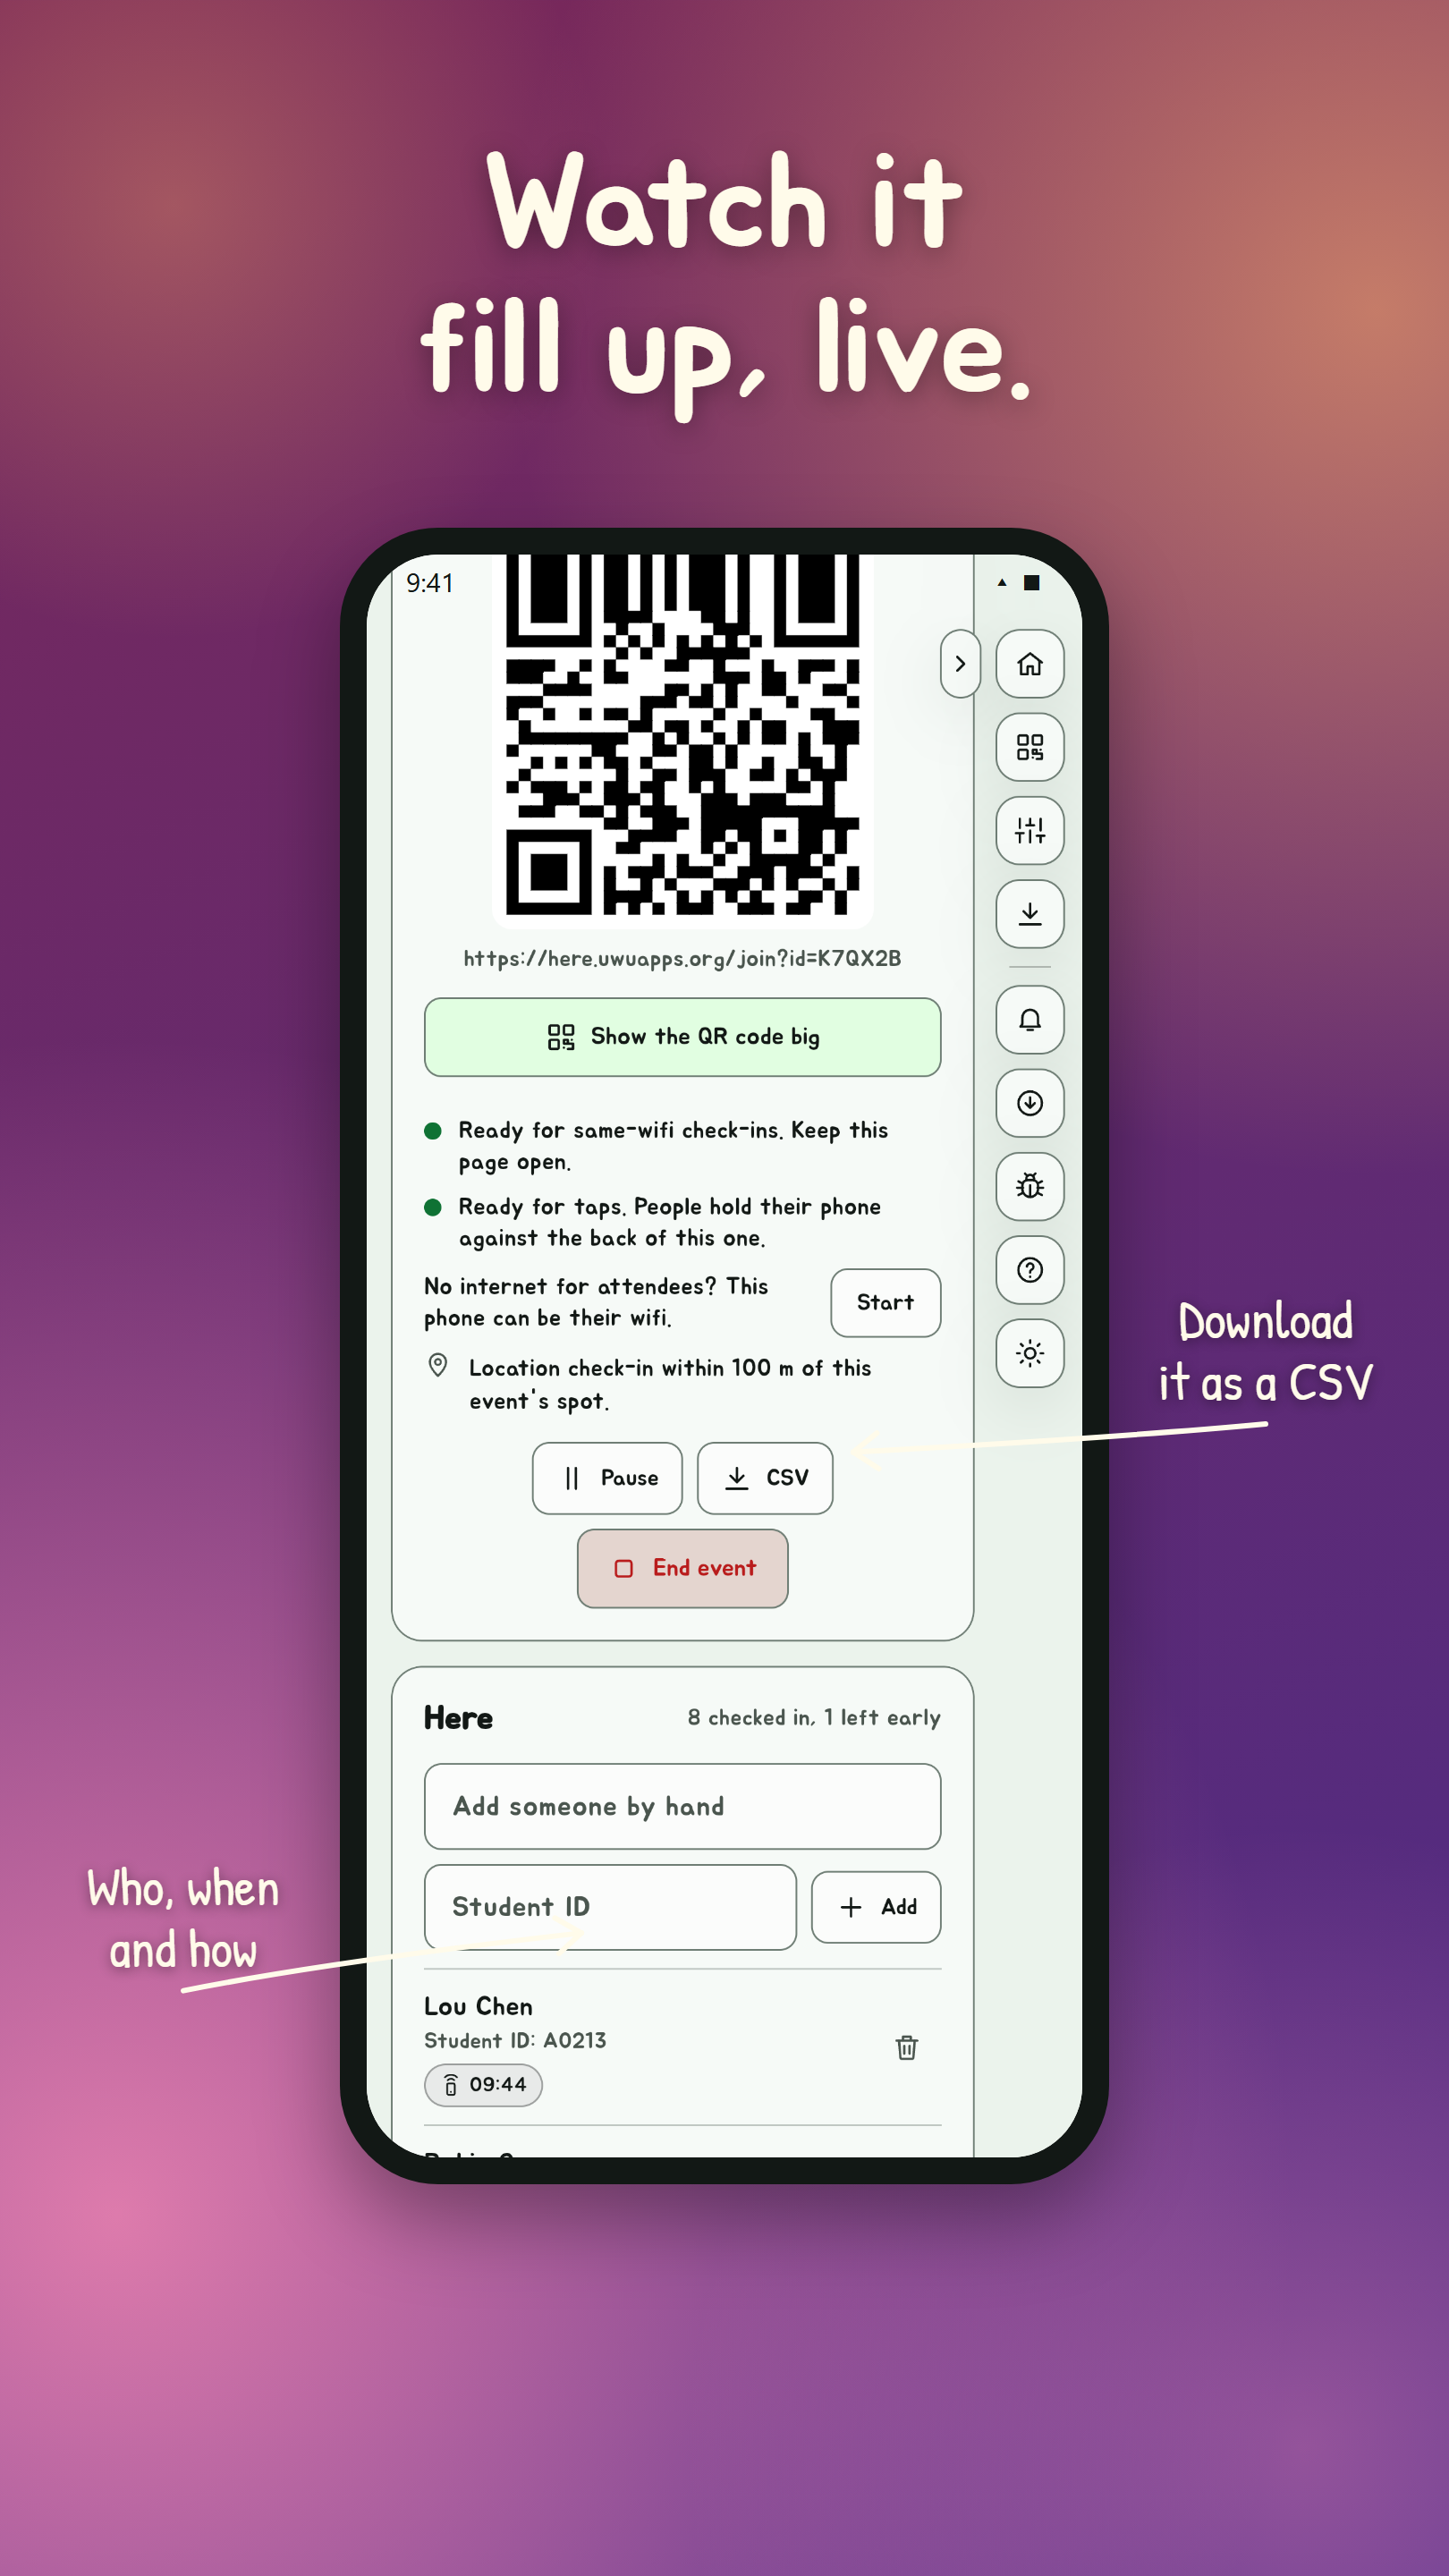 Watch it
fill up, live.
9:41
https://here.uwuapps.org/join?id=K7QX2B
Show the QR code big
Ready for same-wifi check-ins. Keep this
page open.
Ready for taps. People hold their phone
against the back of this one.
No internet for attendees? This
phone can be their wifi.
Start
Location check-in within 100 m of this
event's spot.
Download
it as a CSV
Pause
CSV
End event
Here
8 checked in, 1 left early
Add someone by hand
Who, when
and how
Student ID
Add
Lou Chen
Student ID: A0213
09:44